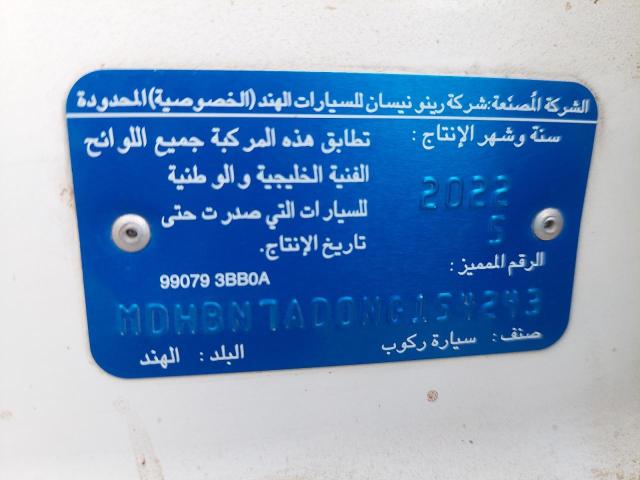 الشركة المُصنعة: شركة رينو نيسان للسيارات الهند (الخصوصية) المحدودة
سنة وشهر الإنتاج :
2022
5
تطابق هذه المركبة جميع اللوائح
الفنية الخليجية و الوطنية
للسيارات التي صدرت حتى
تاريخ الإنتاج.
الرقم المميز :
99079 3BB0A
MDHBN7ADONG154243
صنف : سيارة ركوب
البلد : الهند